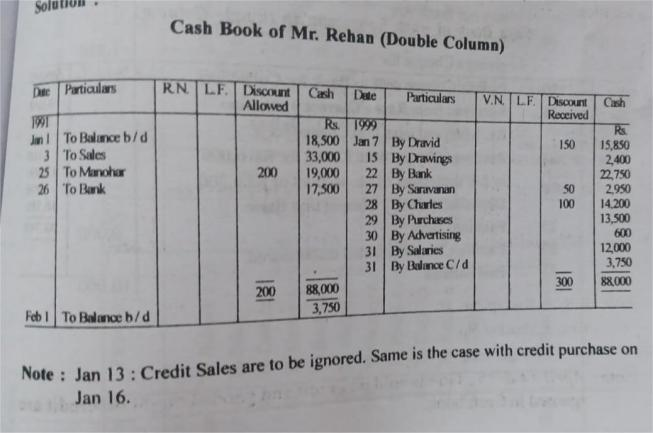 Solution .
Cash Book of Mr. Rehan (Double Column)
Date Particulars R.N. L.F. Discount Allowed Cash Date Particulars V.N. L.F. Discount Received Cash
1991 Rs. 1999 Rs.
Jan 1 To Balance b/d 18,500 Jan 7 By Dravid 150 15,850
3 To Sales 33,000 15 By Drawings 2,400
25 To Manohar 200 19,000 22 By Bank 22,750
26 To Bank 17,500 27 By Saravanan 50 2,950
28 By Charles 100 14,200
29 By Purchases 13,500
30 By Advertising 600
31 By Salaries 12,000
31 By Balance C/d 3,750
200 88,000 300 88,000
Feb 1 To Balance b/d 3,750
Note : Jan 13 : Credit Sales are to be ignored. Same is the case with credit purchase on
Jan 16.